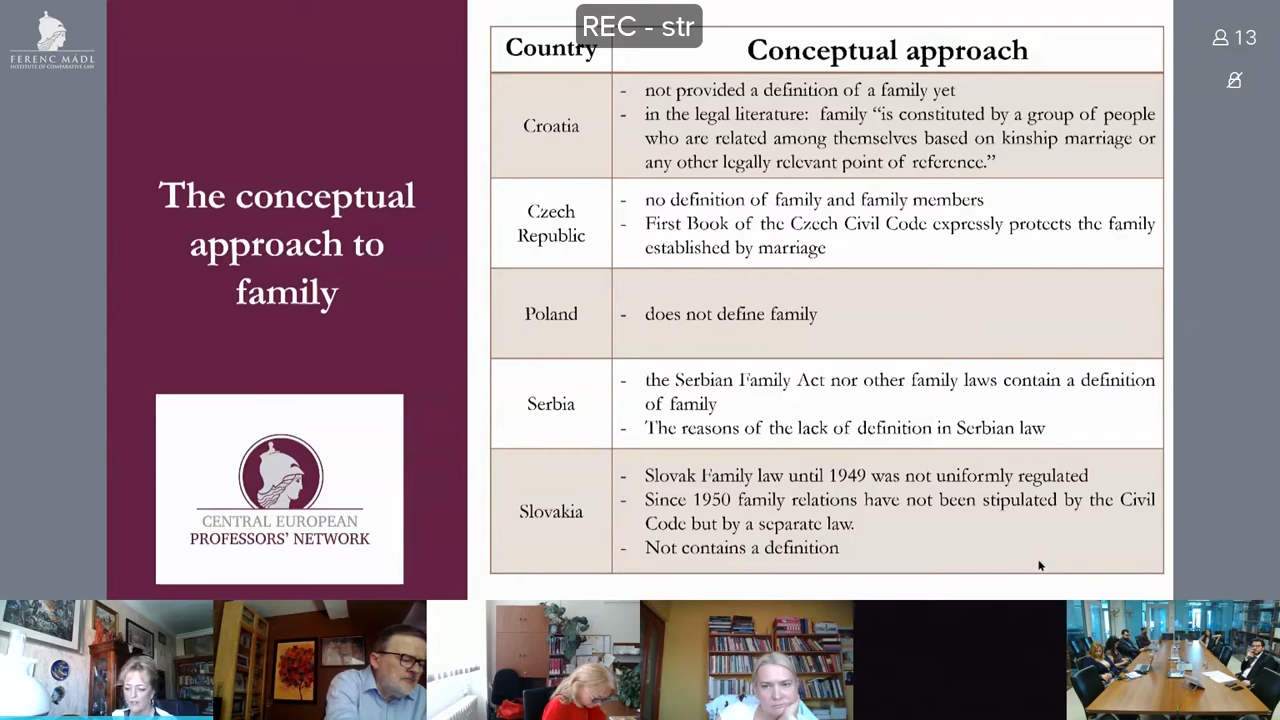 REC - str
13
FERENC MÁDL
INSTITUTE OF COMPARATIVE LAW
The conceptual
approach to
family
CENTRAL EUROPEAN
PROFESSORS' NETWORK
Country
Conceptual approach
Croatia
- not provided a definition of a family yet
- in the legal literature: family “is constituted by a group of people
who are related among themselves based on kinship marriage or
any other legally relevant point of reference.”
Czech
Republic
- no definition of family and family members
- First Book of the Czech Civil Code expressly protects the family
established by marriage
Poland
- does not define family
Serbia
- the Serbian Family Act nor other family laws contain a definition
of family
- The reasons of the lack of definition in Serbian law
Slovakia
- Slovak Family law until 1949 was not uniformly regulated
- Since 1950 family relations have not been stipulated by the Civil
Code but by a separate law.
- Not contains a definition